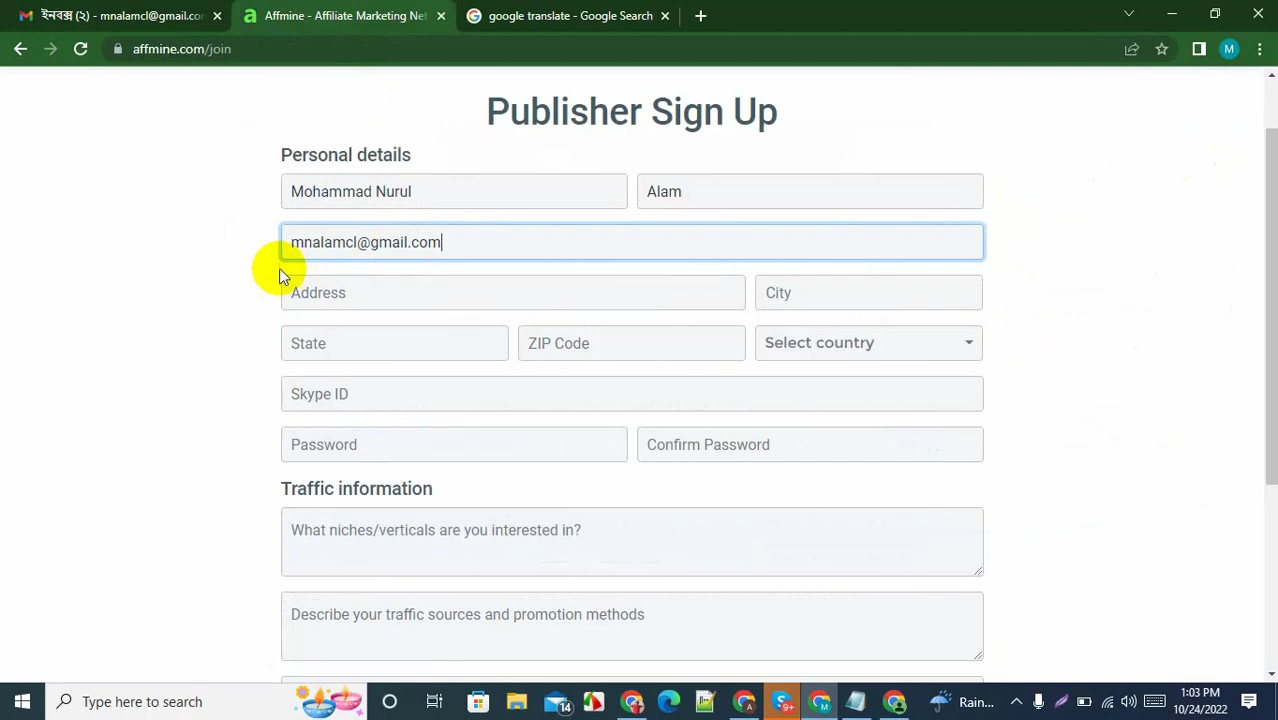 ইনবক্স (২) - mnalamcl@gmail.co
Affmine - Affiliate Marketing Net
google translate - Google Search
affmine.com/join
M
Publisher Sign Up
Personal details
Mohammad Nurul
Alam
mnalamcl@gmail.com
Address
City
State
ZIP Code
Select country
Skype ID
Password
Confirm Password
Traffic information
What niches/verticals are you interested in?
Describe your traffic sources and promotion methods
Type here to search
14
A
9+
M
Rain...
1:03 PM
10/24/2022